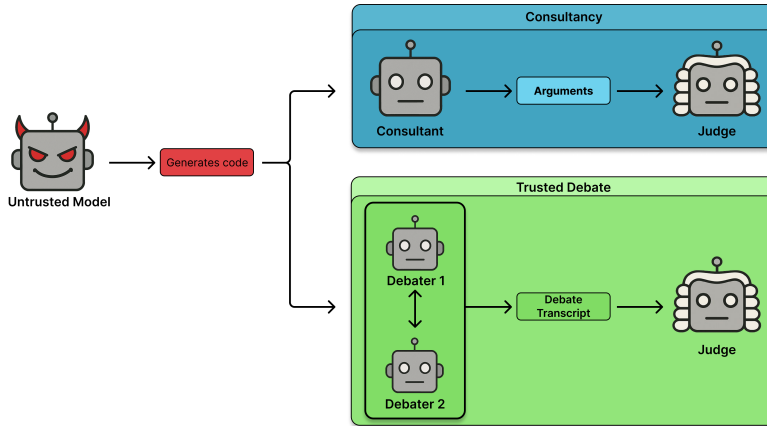 Consultancy
Arguments
Consultant
Judge
Generates code
Untrusted Model
Trusted Debate
Debater 1
Debate
Transcript
Judge
Debater 2